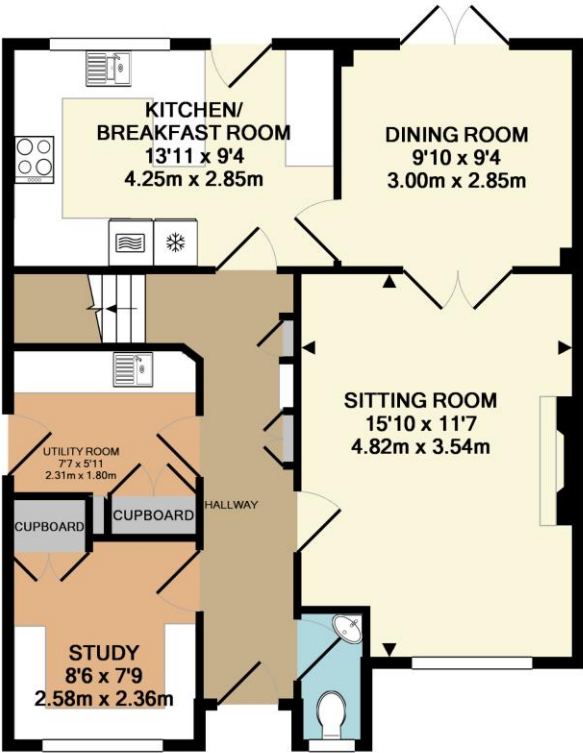 KITCHEN/
BREAKFAST ROOM
13'11 x 9'4
4.25m x 2.85m
DINING ROOM
9'10 x 9'4
3.00m x 2.85m
SITTING ROOM
15'10 x 11'7
4.82m x 3.54m
UTILITY ROOM
7'7 x 5'11
2.31m x 1.80m
CUPBOARD
CUPBOARD
HALLWAY
STUDY
8'6 x 7'9
2.58m x 2.36m